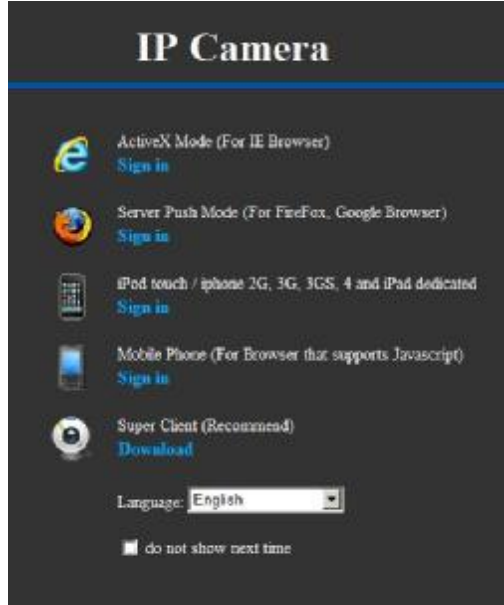 IP Camera
ActiveX Mode (For IE Browser)
Sign in
Server Push Mode (For FireFox, Google Browser)
Sign in
iPod touch / iphone 2G, 3G, 3GS, 4 and iPad dedicated
Sign in
Mobile Phone (For Browser that supports Javascript)
Sign in
Super Client (Recommend)
Download
Language: English
do not show next time